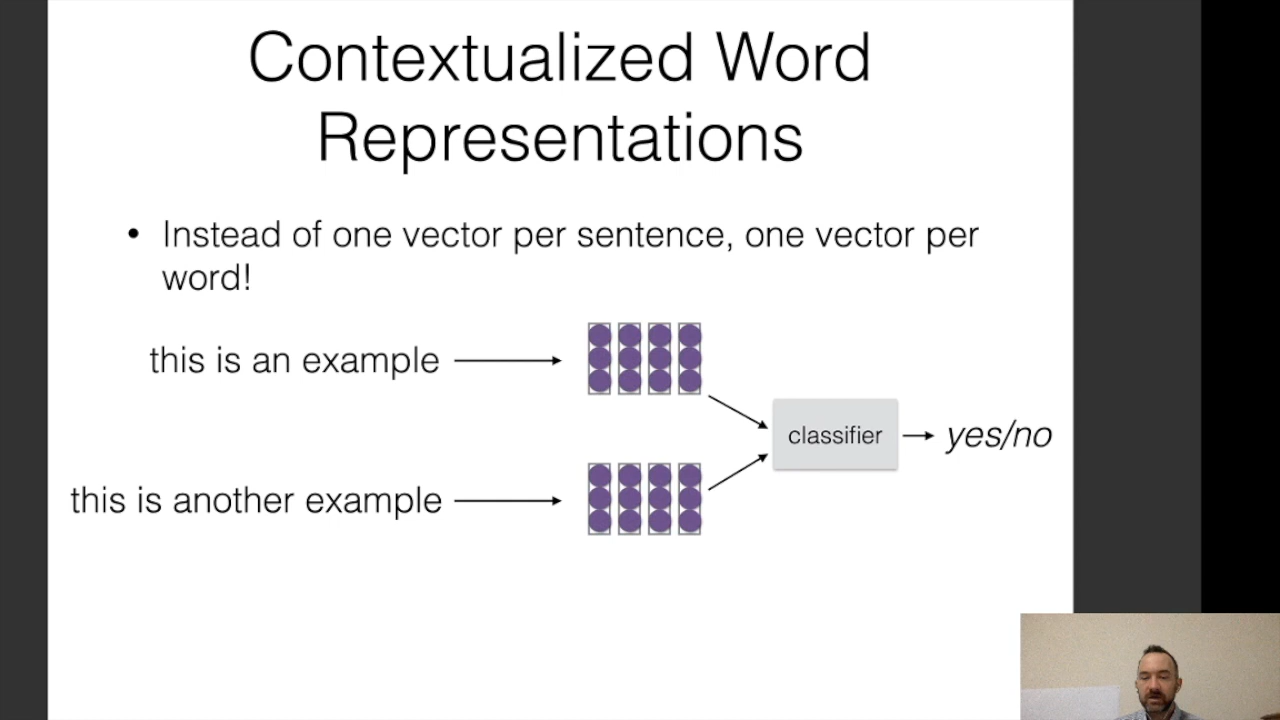 Contextualized Word
Representations
• Instead of one vector per sentence, one vector per
word!
this is an example
classifier
yes/no
this is another example